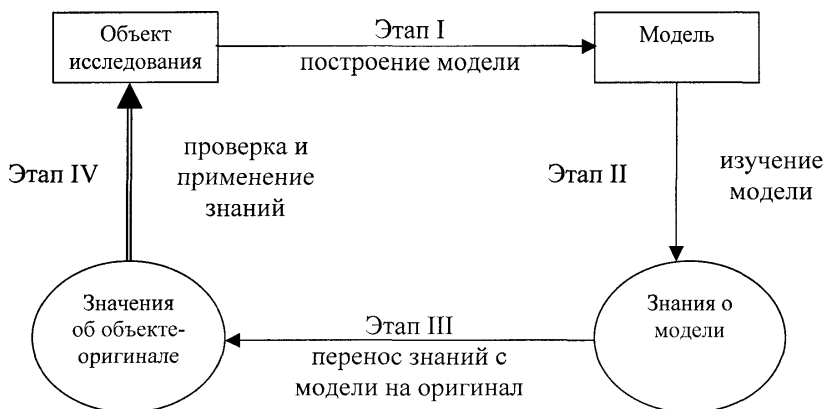 Объект
исследования
Этап I
построение модели
Модель
Этап IV
проверка и
применение
знаний
Этап II
изучение
модели
Значения
об объекте-
оригинале
Этап III
перенос знаний с
модели на оригинал
Знания о
модели